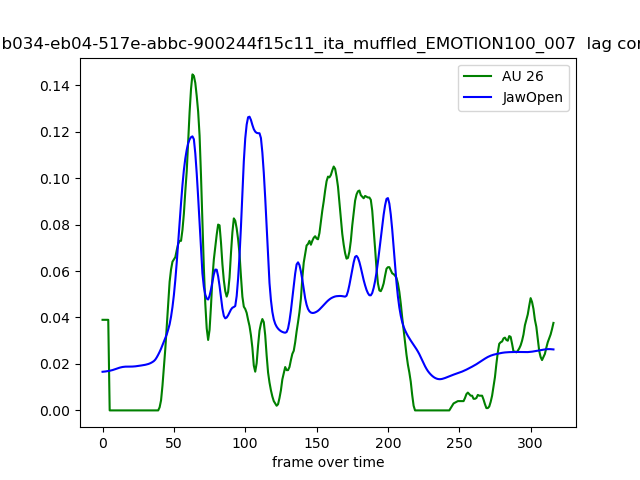 b034-eb04-517e-abbc-900244f15c11_ita_muffled_EMOTION100_007 lag
AU 26
JawOpen
0.14
0.12
0.10
0.08
0.06
0.04
0.02
0.00
0 50 100 150 200 250 300
frame over time